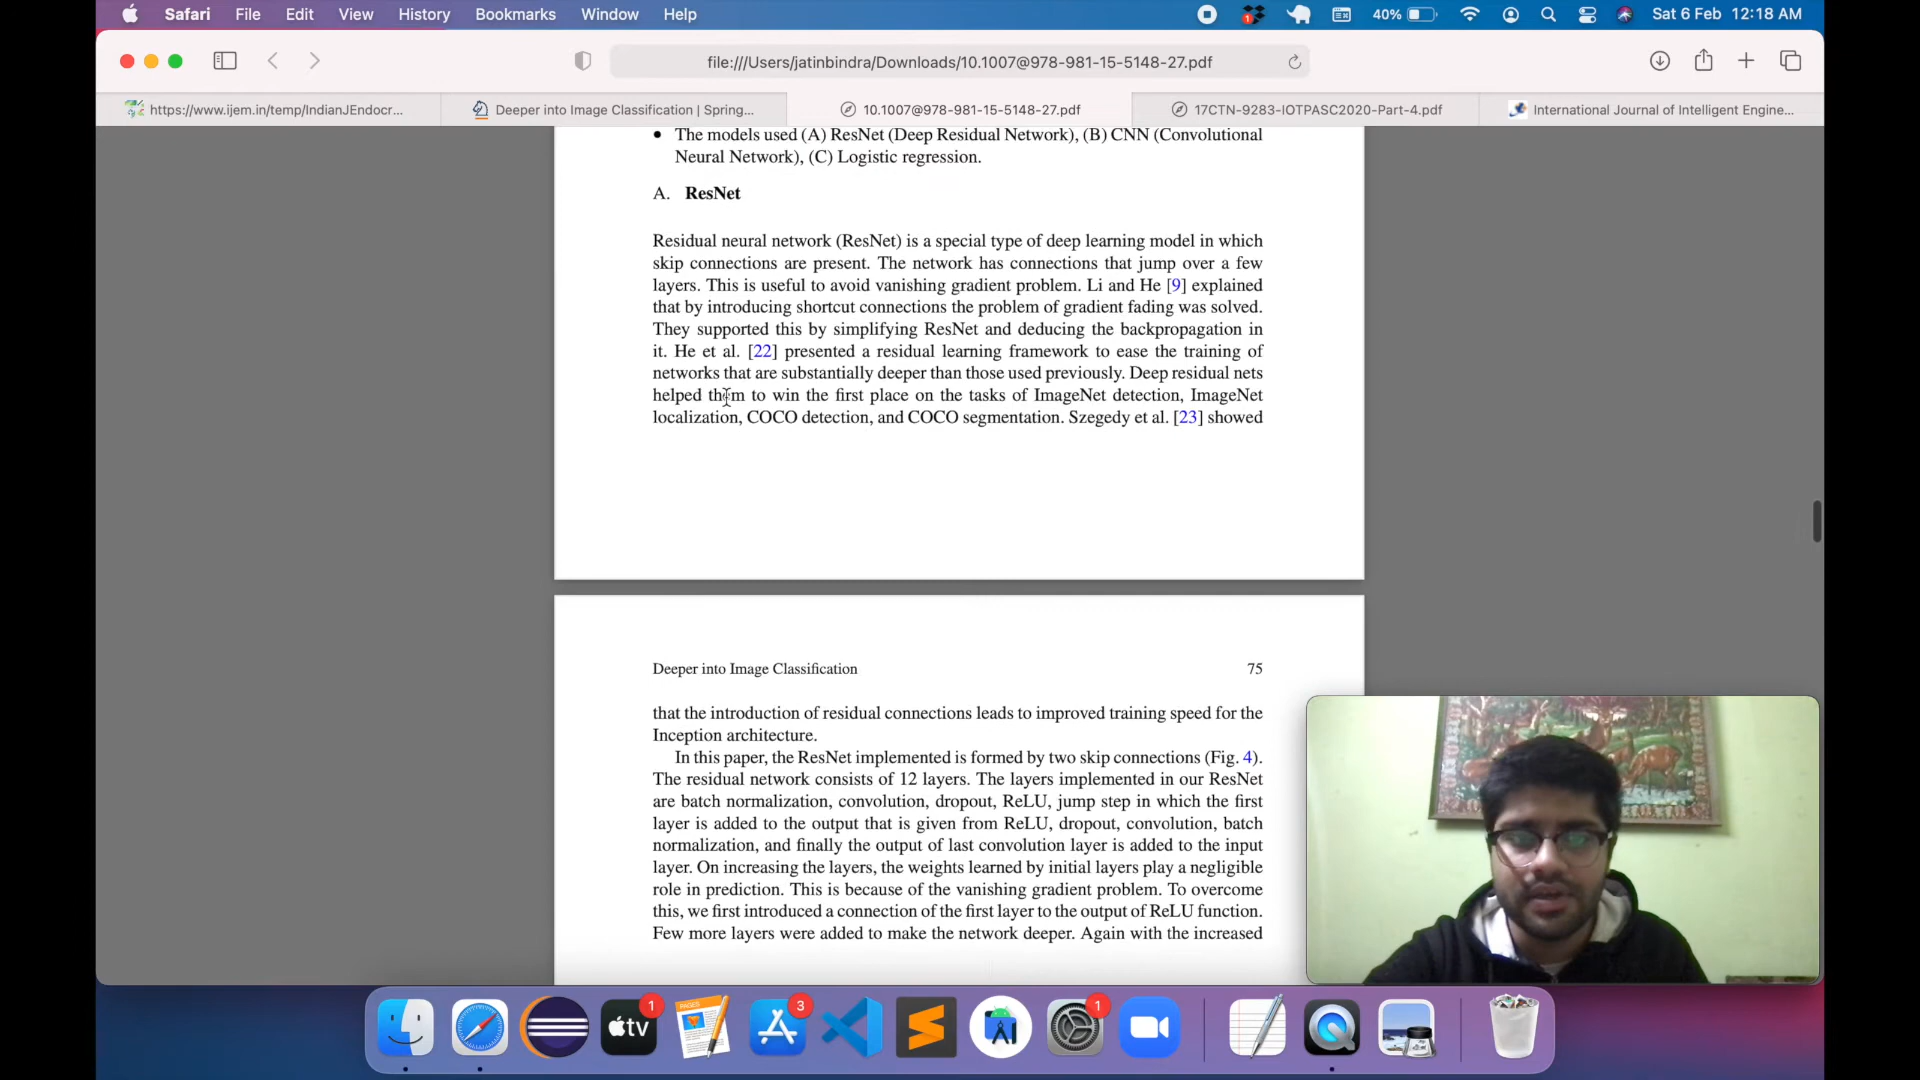 Safari File Edit View History Bookmarks Window Help 1 40% Sat 6 Feb 12:18 AM
file:///Users/jatinbindra/Downloads/10.1007@978-981-15-5148-27.pdf
https://www.ijem.in/temp/IndianJEndocr... Deeper into Image Classification | Spring... 10.1007@978-981-15-5148-27.pdf 17CTN-9283-IOTPASC2020-Part-4.pdf International Journal of Intelligent Engine...
• The models used (A) ResNet (Deep Residual Network), (B) CNN (Convolutional
Neural Network), (C) Logistic regression.
A. ResNet
Residual neural network (ResNet) is a special type of deep learning model in which
skip connections are present. The network has connections that jump over a few
layers. This is useful to avoid vanishing gradient problem. Li and He [9] explained
that by introducing shortcut connections the problem of gradient fading was solved.
They supported this by simplifying ResNet and deducing the backpropagation in
it. He et al. [22] presented a residual learning framework to ease the training of
networks that are substantially deeper than those used previously. Deep residual nets
helped them to win the first place on the tasks of ImageNet detection, ImageNet
localization, COCO detection, and COCO segmentation. Szegedy et al. [23] showed
Deeper into Image Classification 75
that the introduction of residual connections leads to improved training speed for the
Inception architecture.
In this paper, the ResNet implemented is formed by two skip connections (Fig. 4).
The residual network consists of 12 layers. The layers implemented in our ResNet
are batch normalization, convolution, dropout, ReLU, jump step in which the first
layer is added to the output that is given from ReLU, dropout, convolution, batch
normalization, and finally the output of last convolution layer is added to the input
layer. On increasing the layers, the weights learned by initial layers play a negligible
role in prediction. This is because of the vanishing gradient problem. To overcome
this, we first introduced a connection of the first layer to the output of ReLU function.
Few more layers were added to make the network deeper. Again with the increased
tv 1 PAGES 3 1